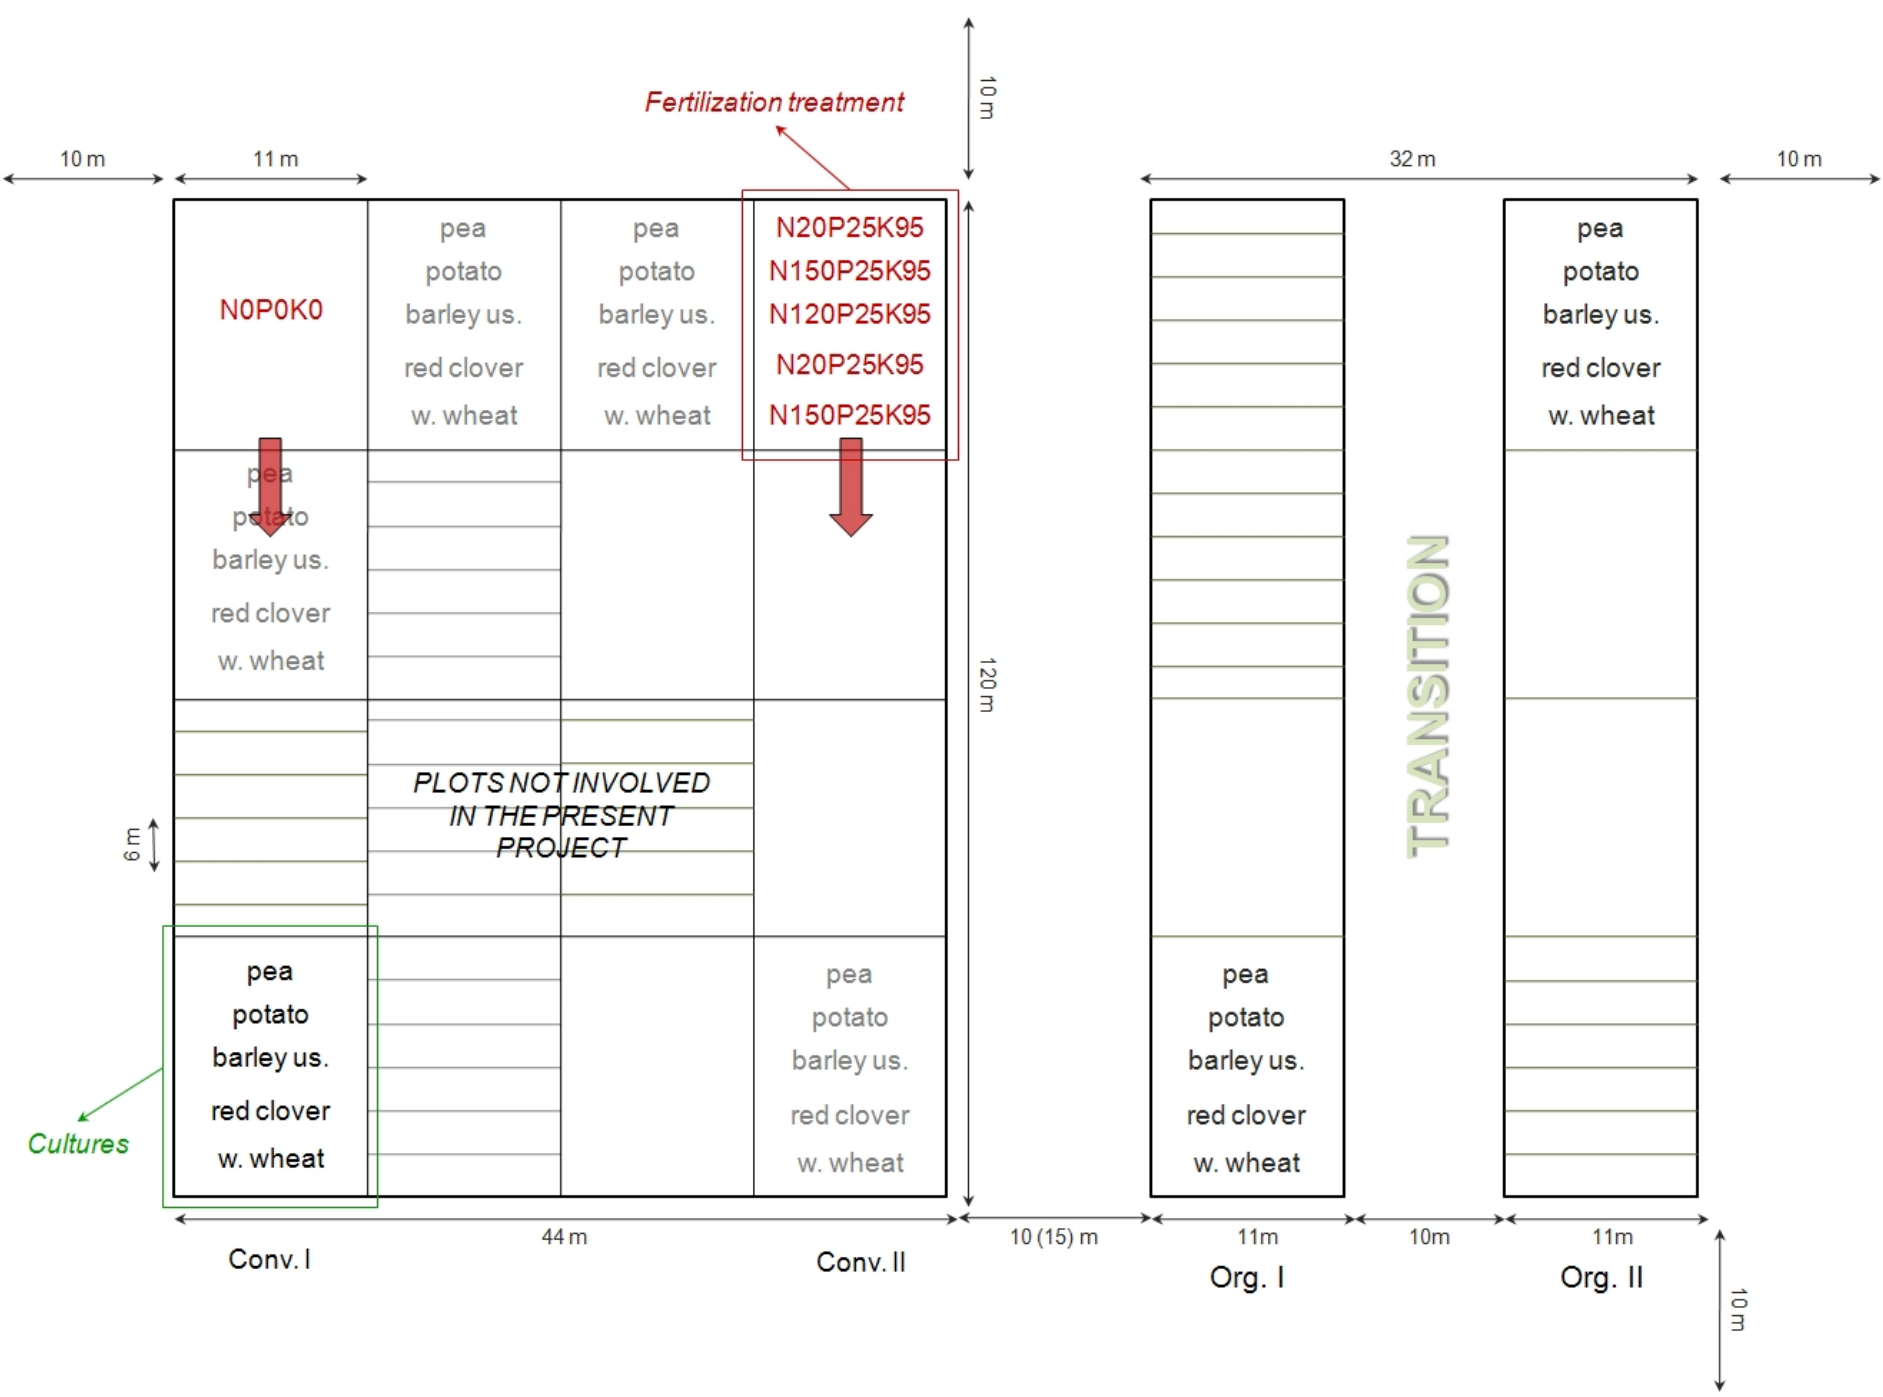 10 m
Fertilization treatment
10 m
11 m
32 m
10 m
N0P0K0
pea
potato
barley us.
red clover
w. wheat
pea
potato
barley us.
red clover
w. wheat
N20P25K95
N150P25K95
N120P25K95
N20P25K95
N150P25K95
pea
potato
barley us.
red clover
w. wheat
pea
potato
barley us.
red clover
w. wheat
120 m
TRANSITION
PLOTS NOT INVOLVED
IN THE PRESENT
PROJECT
6 m
pea
potato
barley us.
red clover
w. wheat
Cultures
pea
potato
barley us.
red clover
w. wheat
pea
potato
barley us.
red clover
w. wheat
44 m
10 (15) m
11m
10m
11m
Conv. I
Conv. II
Org. I
Org. II
10 m